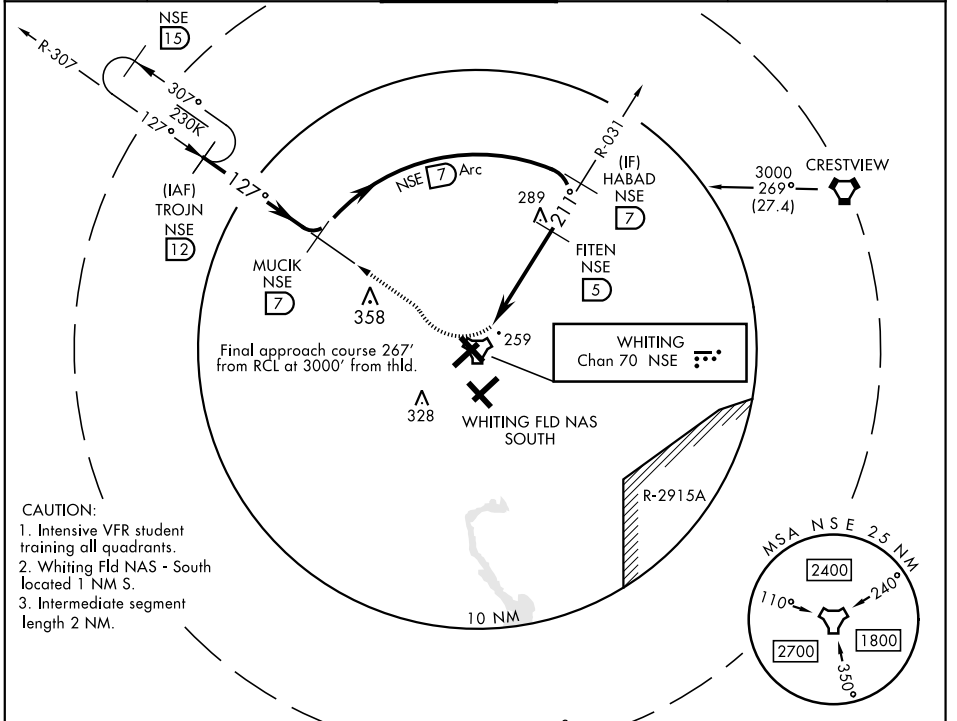 NSE
15
R-307
307°
230K
127°
127°
(IAF)
TROJN
NSE
12
NSE 7 Arc
MUCIK
NSE
7
R-031
(IF)
HABAD
NSE
7
289
211°
FITEN
NSE
5
3000
269°
(27.4)
CRESTVIEW
358
259
Final approach course 267'
from RCL at 3000' from thld.
WHITING
Chan 70 NSE
328
WHITING FLD NAS
SOUTH
R-2915A
CAUTION:
1. Intensive VFR student
training all quadrants.
2. Whiting Fld NAS - South
located 1 NM S.
3. Intermediate segment
length 2 NM.
10 NM
MSA NSE 25 NM
2400
110°
240°
2700
1800
350°